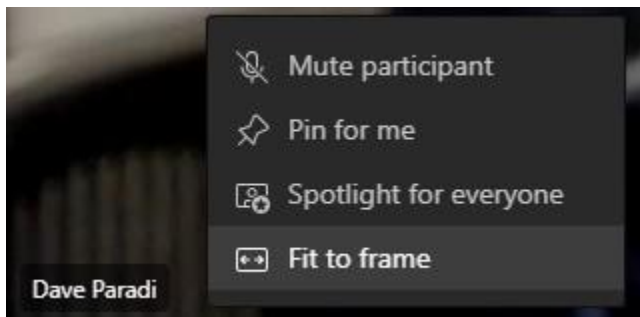 Mute participant
Pin for me
Spotlight for everyone
Fit to frame
Dave Paradi